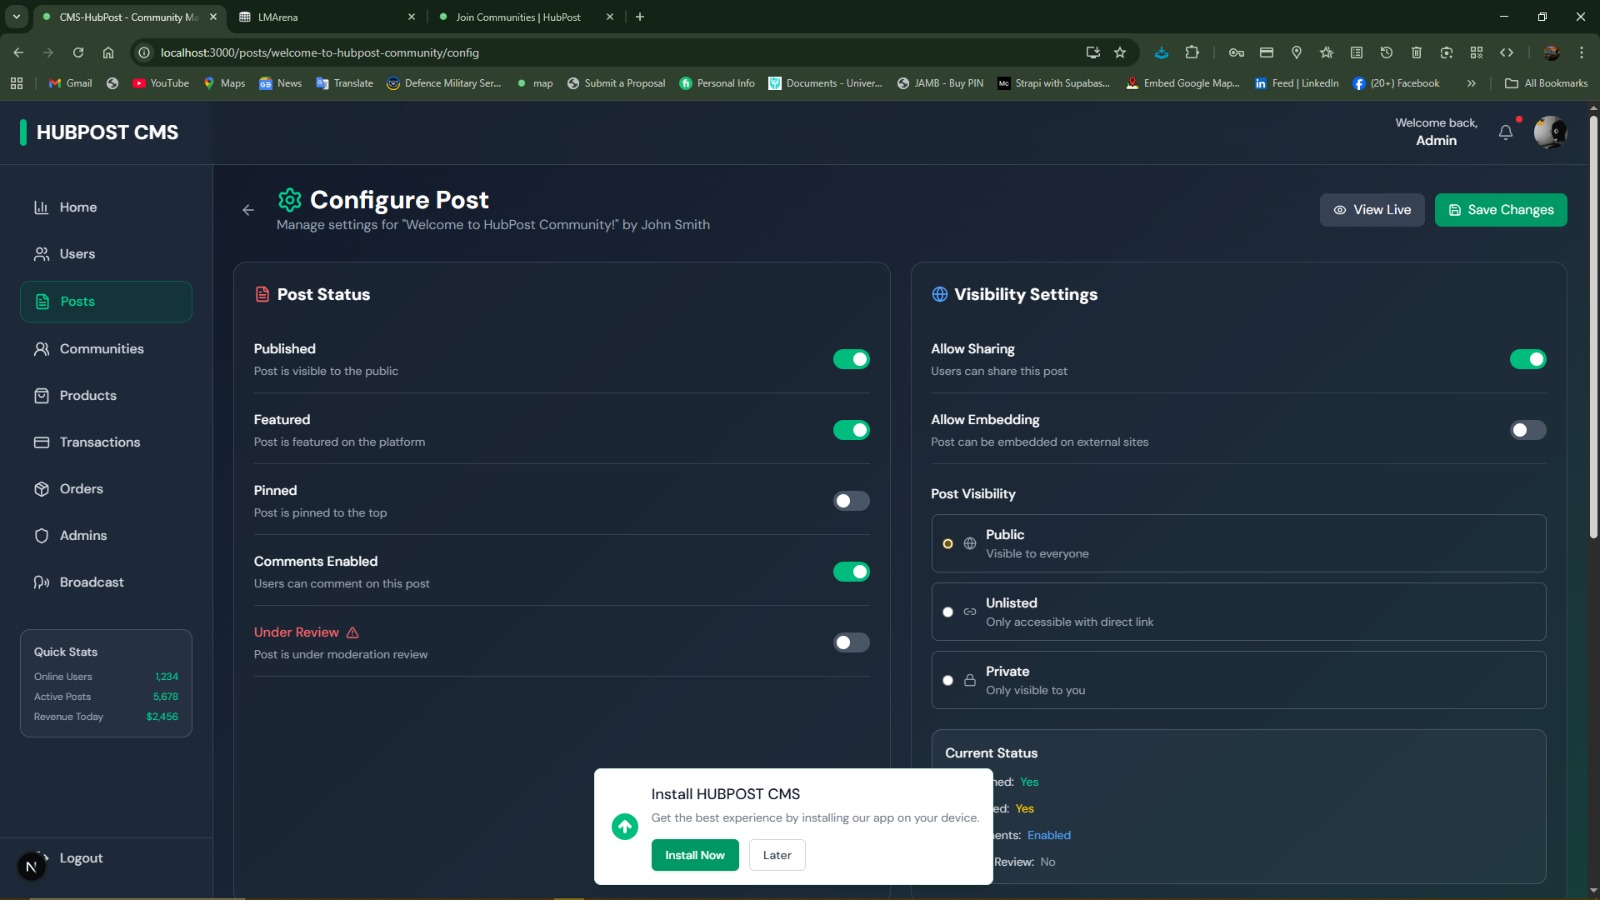 CMS-HubPost - Community Ma
LMArena
Join Communities | HubPost
localhost:3000/posts/welcome-to-hubpost-community/config
Gmail
YouTube
Maps
News
Translate
Defence Military Ser...
map
Submit a Proposal
Personal Info
Documents - Univer...
JAMB - Buy PIN
Strapi with Supabas...
Embed Google Map...
Feed | LinkedIn
(20+) Facebook
All Bookmarks
HUBPOST CMS
Welcome back,
Admin
Home
Users
Posts
Communities
Products
Transactions
Orders
Admins
Broadcast
Quick Stats
Online Users 1,234
Active Posts 5,678
Revenue Today $2,456
Logout
N
Configure Post
Manage settings for "Welcome to HubPost Community!" by John Smith
View Live
Save Changes
Post Status
Published
Post is visible to the public
Featured
Post is featured on the platform
Pinned
Post is pinned to the top
Comments Enabled
Users can comment on this post
Under Review
Post is under moderation review
Visibility Settings
Allow Sharing
Users can share this post
Allow Embedding
Post can be embedded on external sites
Post Visibility
Public
Visible to everyone
Unlisted
Only accessible with direct link
Private
Only visible to you
Current Status
ned: Yes
ed: Yes
ents: Enabled
Review: No
Install HUBPOST CMS
Get the best experience by installing our app on your device.
Install Now
Later